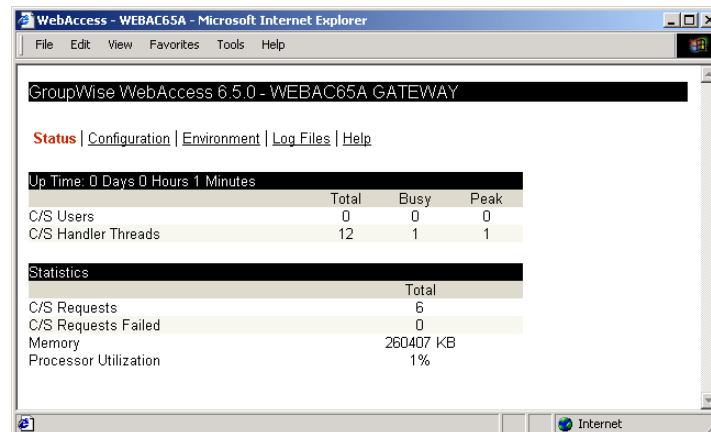 WebAccess - WEBAC65A - Microsoft Internet Explorer
File Edit View Favorites Tools Help
GroupWise WebAccess 6.5.0 - WEBAC65A GATEWAY
Status | Configuration | Environment | Log Files | Help
Up Time: 0 Days 0 Hours 1 Minutes
Total Busy Peak
C/S Users 0 0 0
C/S Handler Threads 12 1 1
Statistics
Total
C/S Requests 6
C/S Requests Failed 0
Memory 260407 KB
Processor Utilization 1%
Internet